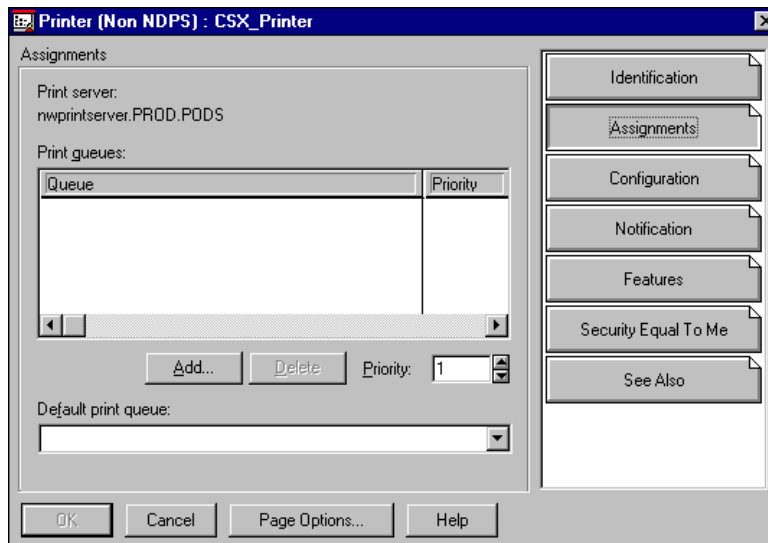 Printer (Non NDPS) : CSX_Printer
Assignments
Print server:
nwprintserver.PROD.PODS
Print queues:
Queue Priority
Add... Delete Priority: 1
Default print queue:
OK Cancel Page Options... Help
Identification
Assignments
Configuration
Notification
Features
Security Equal To Me
See Also